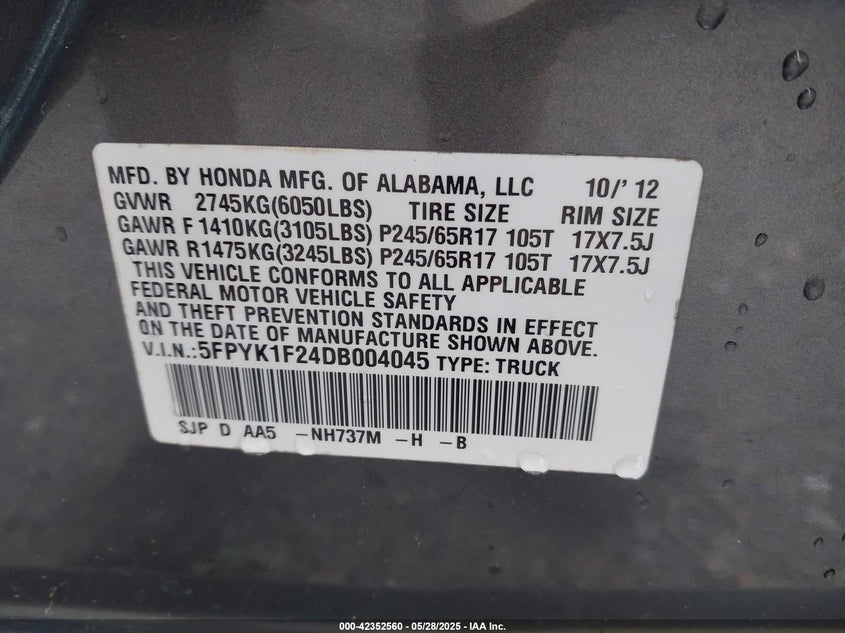 MFD. BY HONDA MFG. OF ALABAMA, LLC 10/' 12
GVWR 2745KG(6050LBS) TIRE SIZE RIM SIZE
GAWR F 1410KG(3105LBS) P245/65R17 105T 17X7.5J
GAWR R1475KG(3245LBS) P245/65R17 105T 17X7.5J
THIS VEHICLE CONFORMS TO ALL APPLICABLE
FEDERAL MOTOR VEHICLE SAFETY
AND THEFT PREVENTION STANDARDS IN EFFECT
ON THE DATE OF MANUFACTURE SHOWN ABOVE.
V.I.N.:5FPYK1F24DB004045 TYPE: TRUCK
SJP D AA5 -NH737M -H -B
000-42352560 - 05/28/2025 - IAA Inc.